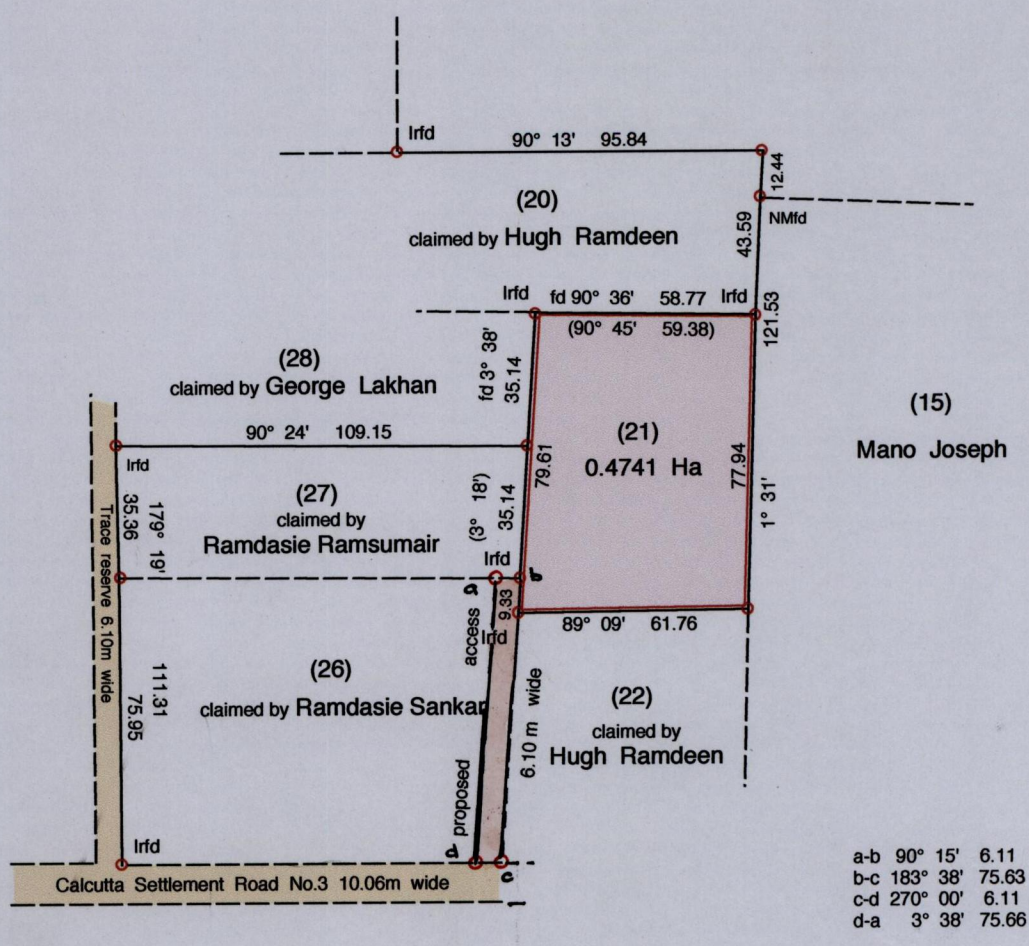 Irfd
90° 13' 95.84
12.44
(20)
NMfd
claimed by Hugh Ramdeen
43.59
Irfd fd 90° 36' 58.77 Irfd
(90° 45' 59.38)
121.53
fd 3° 38'
35.14
(28)
claimed by George Lakhan
90° 24' 109.15
Irfd
(21)
0.4741 Ha
79.61
77.94
1° 31'
(15)
Mano Joseph
(27)
claimed by
Ramdasie Ramsumair
(3° 18')
35.14
179° 19'
35.36
Trace reserve 6.10m wide
Irfd
a
b
9.33
Irfd
89° 09' 61.76
proposed access
6.10 m wide
(26)
claimed by Ramdasie Sankar
111.31
75.95
(22)
claimed by
Hugh Ramdeen
Irfd
d
c
Calcutta Settlement Road No.3 10.06m wide
a-b 90° 15' 6.11
b-c 183° 38' 75.63
c-d 270° 00' 6.11
d-a 3° 38' 75.66